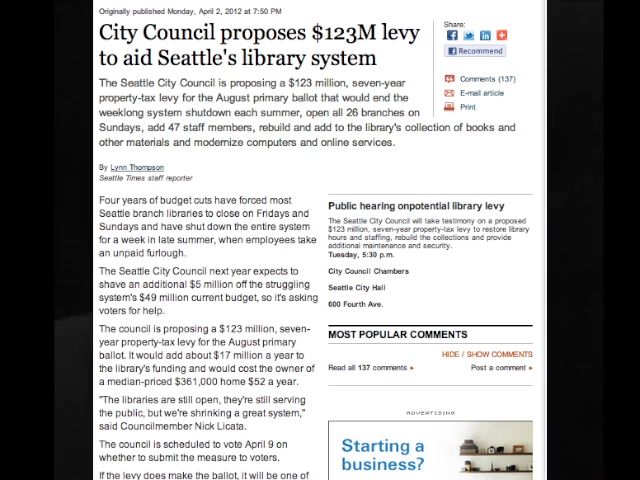 Originally published Monday, April 2, 2012 at 7:50 PM
City Council proposes $123M levy
to aid Seattle's library system
The Seattle City Council is proposing a $123 million, seven-year
property-tax levy for the August primary ballot that would end the
weeklong system shutdown each summer, open all 26 branches on
Sundays, add 47 staff members, rebuild and add to the library's collection of books and
other materials and modernize computers and online services.
Share:
Recommend
Comments (137)
E-mail article
Print
By Lynn Thompson
Seattle Times staff reporter
Four years of budget cuts have forced most
Seattle branch libraries to close on Fridays and
Sundays and have shut down the entire system
for a week in late summer, when employees take
an unpaid furlough.
The Seattle City Council next year expects to
shave an additional $5 million off the struggling
system's $49 million current budget, so it's asking
voters for help.
The council is proposing a $123 million, seven-
year property-tax levy for the August primary
ballot. It would add about $17 million a year to
the library's funding and would cost the owner of
a median-priced $361,000 home $52 a year.
"The libraries are still open, they're still serving
the public, but we're shrinking a great system,"
said Councilmember Nick Licata.
The council is scheduled to vote April 9 on
whether to submit the measure to voters.
If the levy does make the ballot, it will be one of
Public hearing onpotential library levy
The Seattle City Council will take testimony on a proposed
$123 million, seven-year property-tax levy to restore library
hours and staffing, rebuild the collections and provide
additional maintenance and security.
Tuesday, 5:30 p.m.
City Council Chambers
Seattle City Hall
600 Fourth Ave.
MOST POPULAR COMMENTS
HIDE / SHOW COMMENTS
Read all 137 comments
Post a comment
ADVERTISING
Starting a
business?